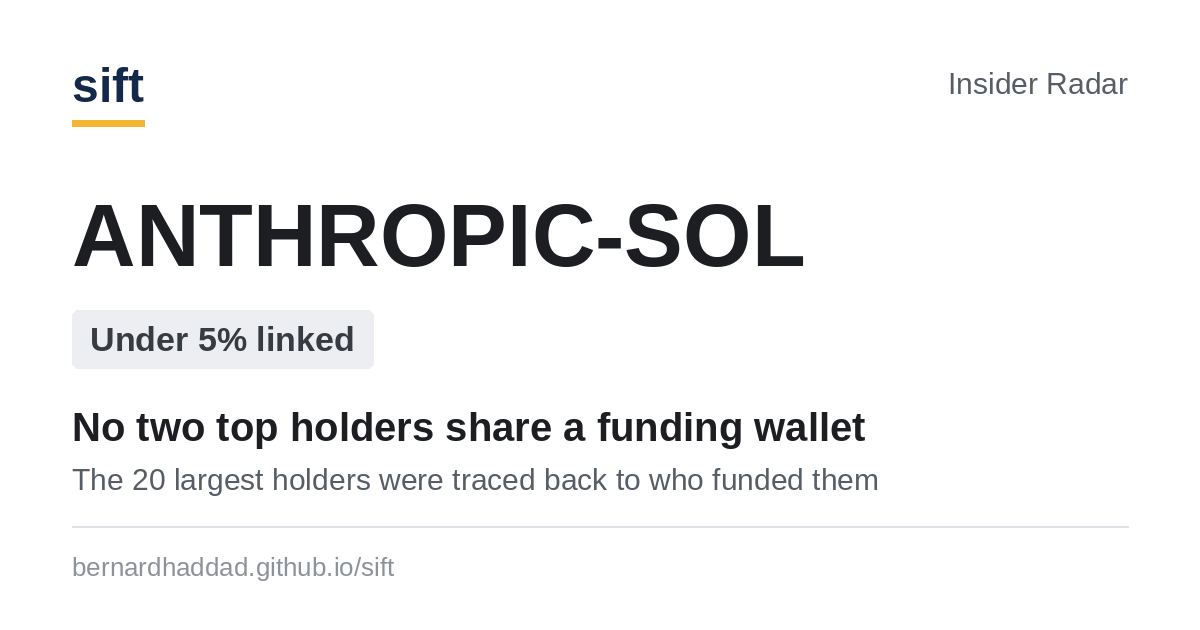 sift
Insider Radar
ANTHROPIC-SOL
Under 5% linked
No two top holders share a funding wallet
The 20 largest holders were traced back to who funded them
bernardhaddad.github.io/sift